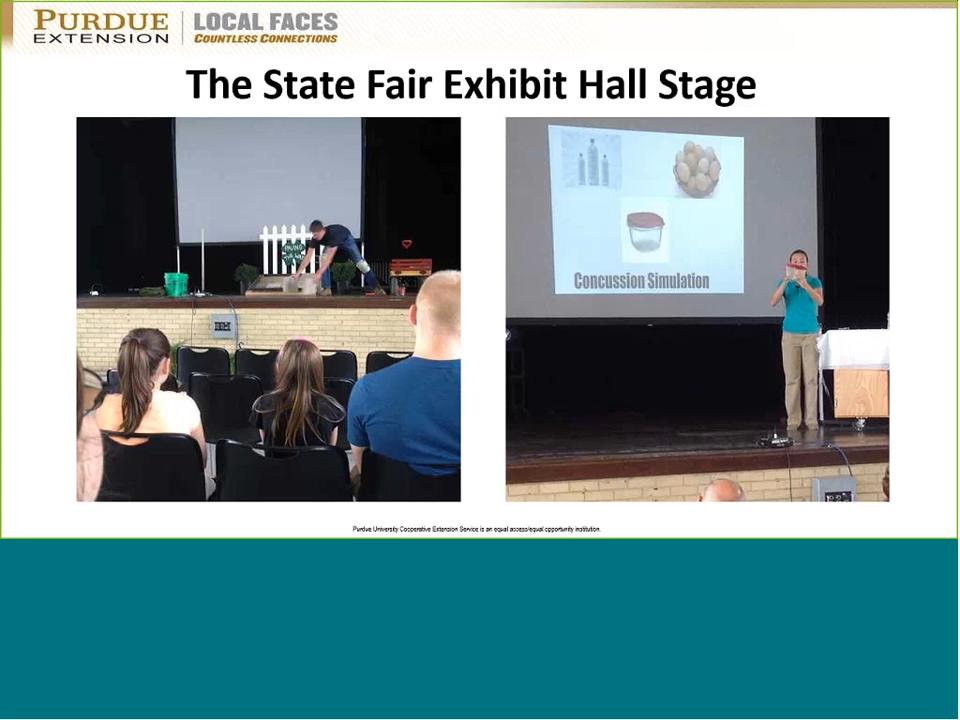 PURDUE
EXTENSION
LOCAL FACES
COUNTLESS CONNECTIONS
The State Fair Exhibit Hall Stage
PAVING
Concussion Simulation
Purdue University Cooperative Extension Service is an equal access/equal opportunity institution.